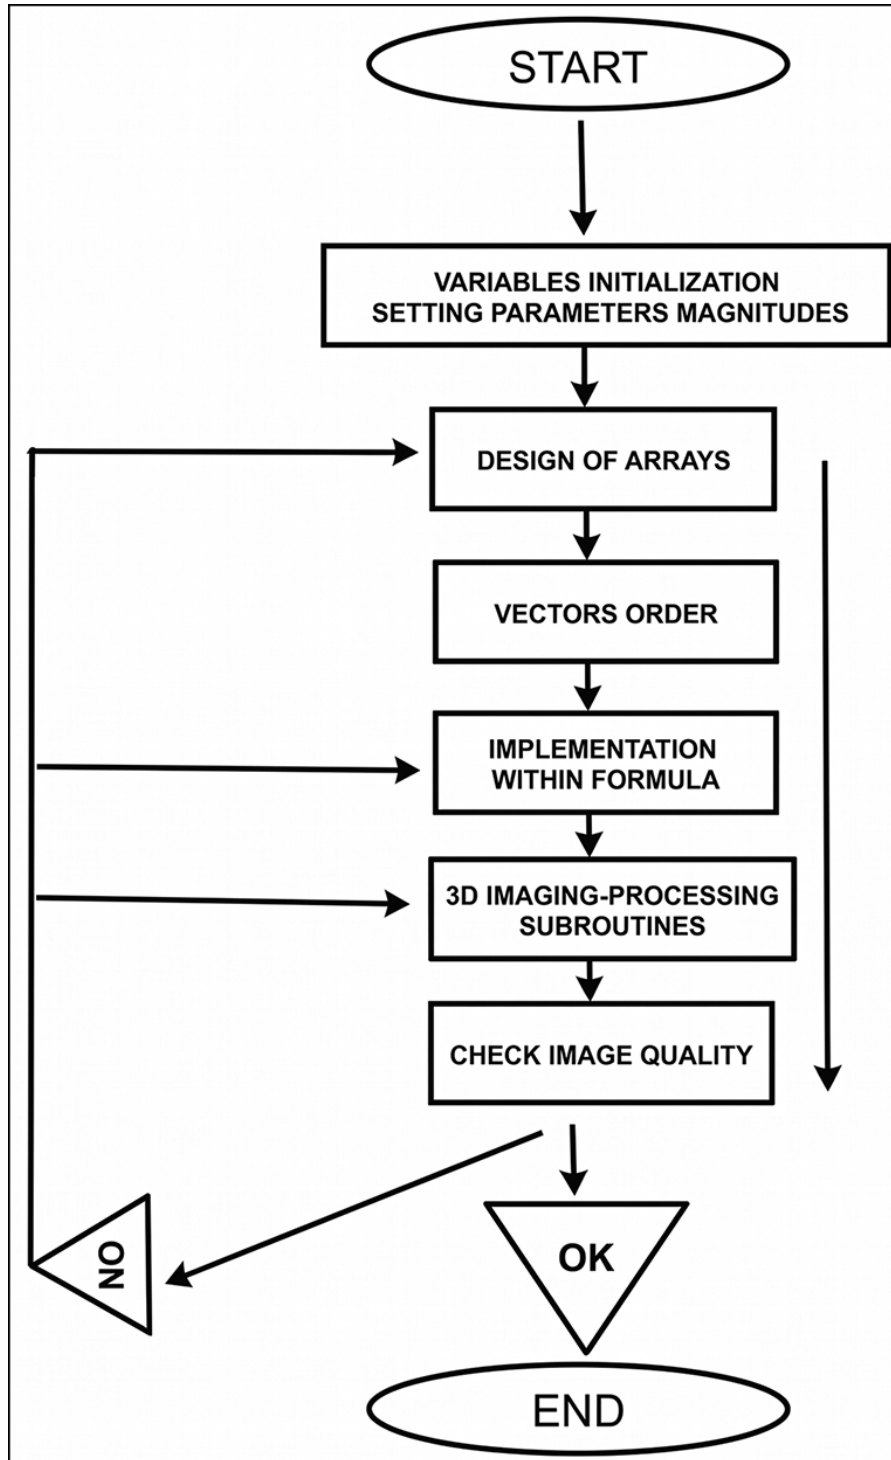 START
VARIABLES INITIALIZATION
SETTING PARAMETERS MAGNITUDES
DESIGN OF ARRAYS
VECTORS ORDER
IMPLEMENTATION
WITHIN FORMULA
3D IMAGING-PROCESSING
SUBROUTINES
CHECK IMAGE QUALITY
NO
OK
END